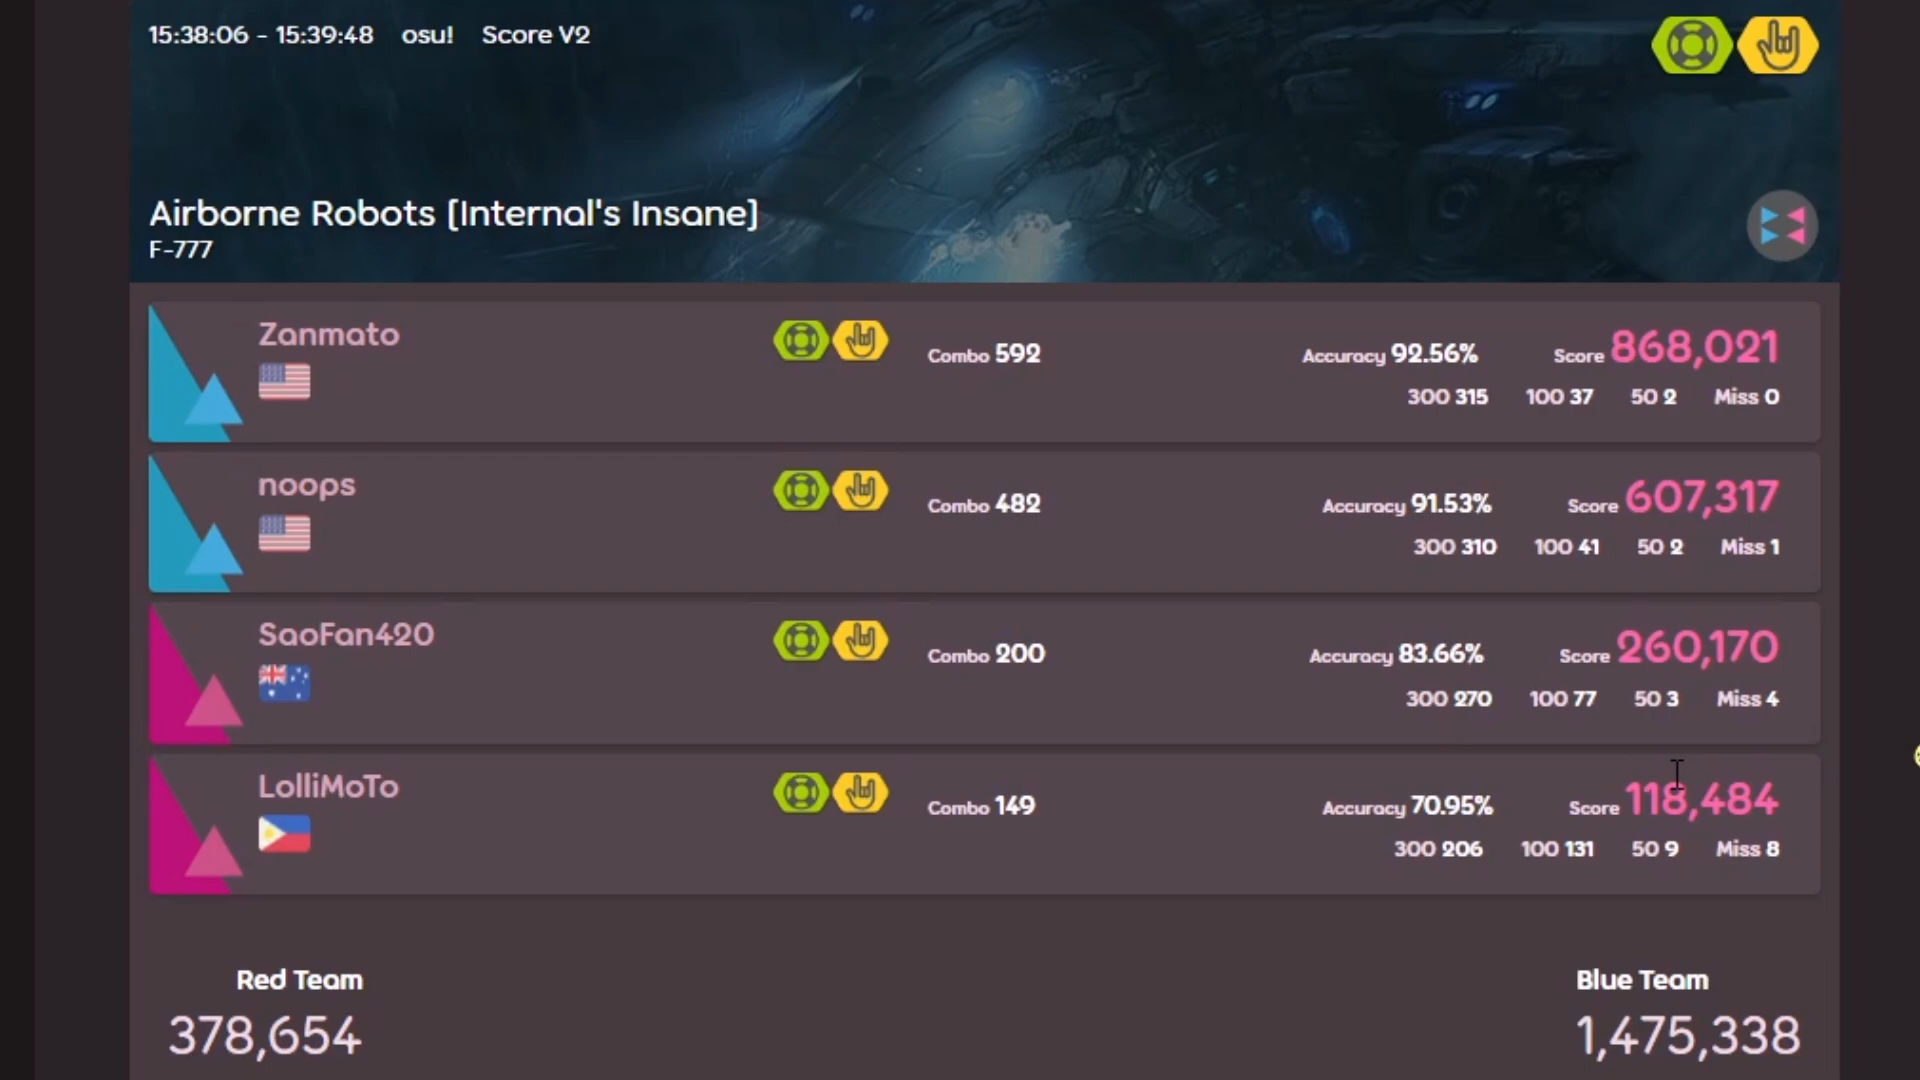 15:38:06 - 15:39:48 osu! Score V2
Airborne Robots [Internal's Insane]
F-777
Zanmato
Combo 592 Accuracy 92.56% Score 868,021
300 315 100 37 50 2 Miss 0
noops
Combo 482 Accuracy 91.53% Score 607,317
300 310 100 41 50 2 Miss 1
SaoFan420
Combo 200 Accuracy 83.66% Score 260,170
300 270 100 77 50 3 Miss 4
LolliMoTo
Combo 149 Accuracy 70.95% Score 118,484
300 206 100 131 50 9 Miss 8
Red Team Blue Team
378,654 1,475,338